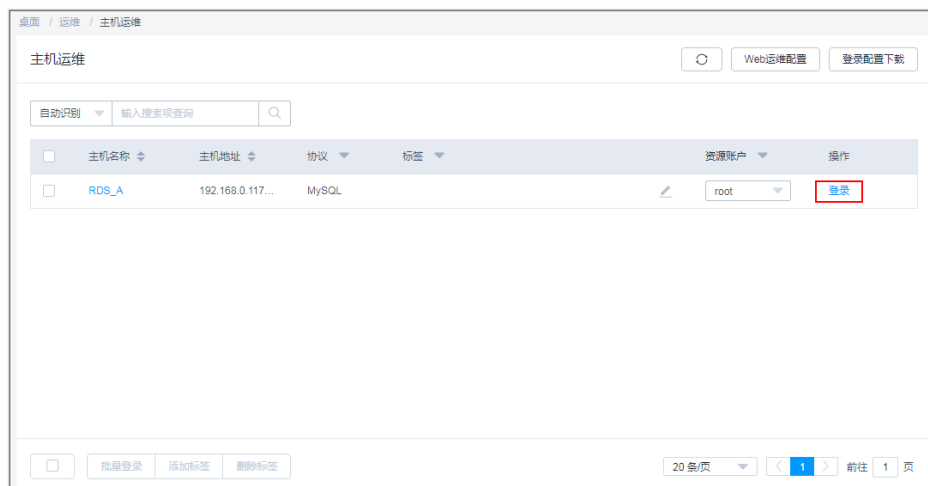 桌面 / 运维 / 主机运维
主机运维
Web运维配置
登录配置下载
自动识别
输入搜索项查询
主机名称 主机地址 协议 标签 资源账户 操作
RDS_A 192.168.0.117... MySQL root 登录
批量登录 添加标签 删除标签
20 条/页 1 前往 1 页